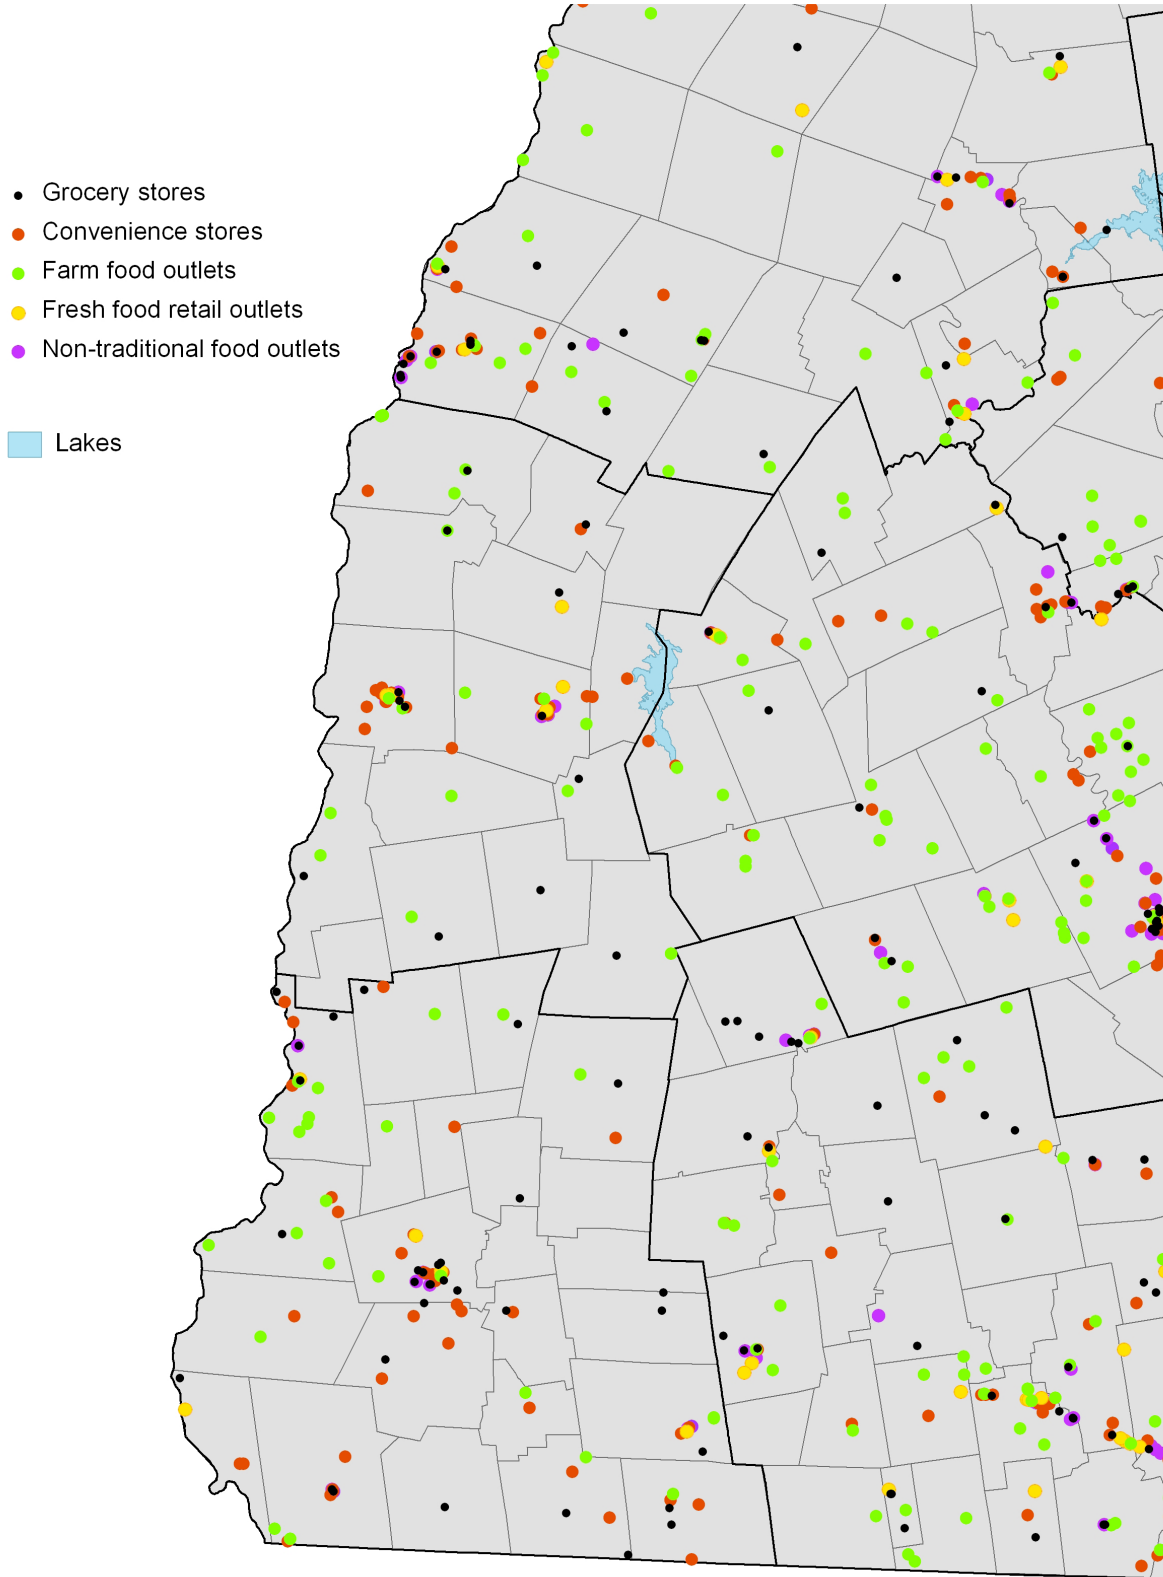 Grocery stores
Convenience stores
Farm food outlets
Fresh food retail outlets
Non-traditional food outlets
Lakes